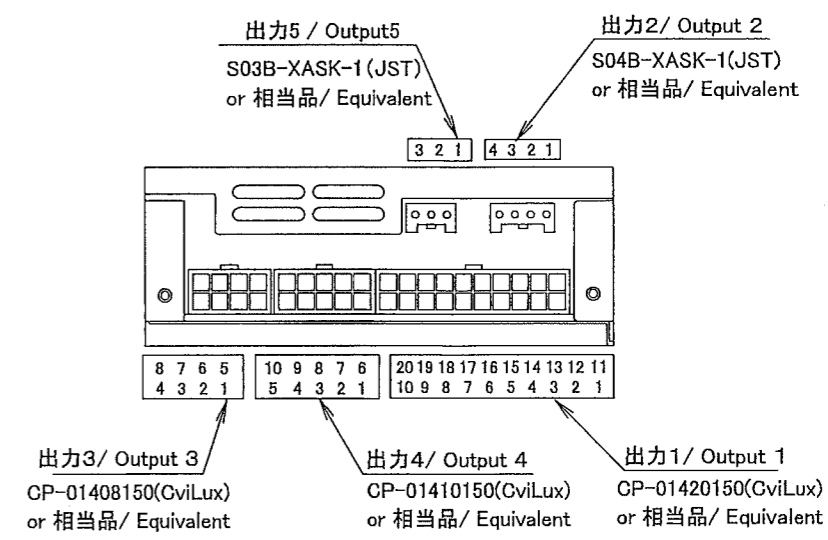 出力5 / Output5
S03B-XASK-1(JST)
or 相当品/ Equivalent
出力2/ Output 2
S04B-XASK-1(JST)
or 相当品/ Equivalent
3 2 1
4 3 2 1
8 7 6 5
4 3 2 1
10 9 8 7 6
5 4 3 2 1
20 19 18 17 16 15 14 13 12 11
10 9 8 7 6 5 4 3 2 1
出力3/ Output 3
CP-01408150(CviLux)
or 相当品/ Equivalent
出力4/ Output 4
CP-01410150(CviLux)
or 相当品/ Equivalent
出力1/ Output 1
CP-01420150(CviLux)
or 相当品/ Equivalent